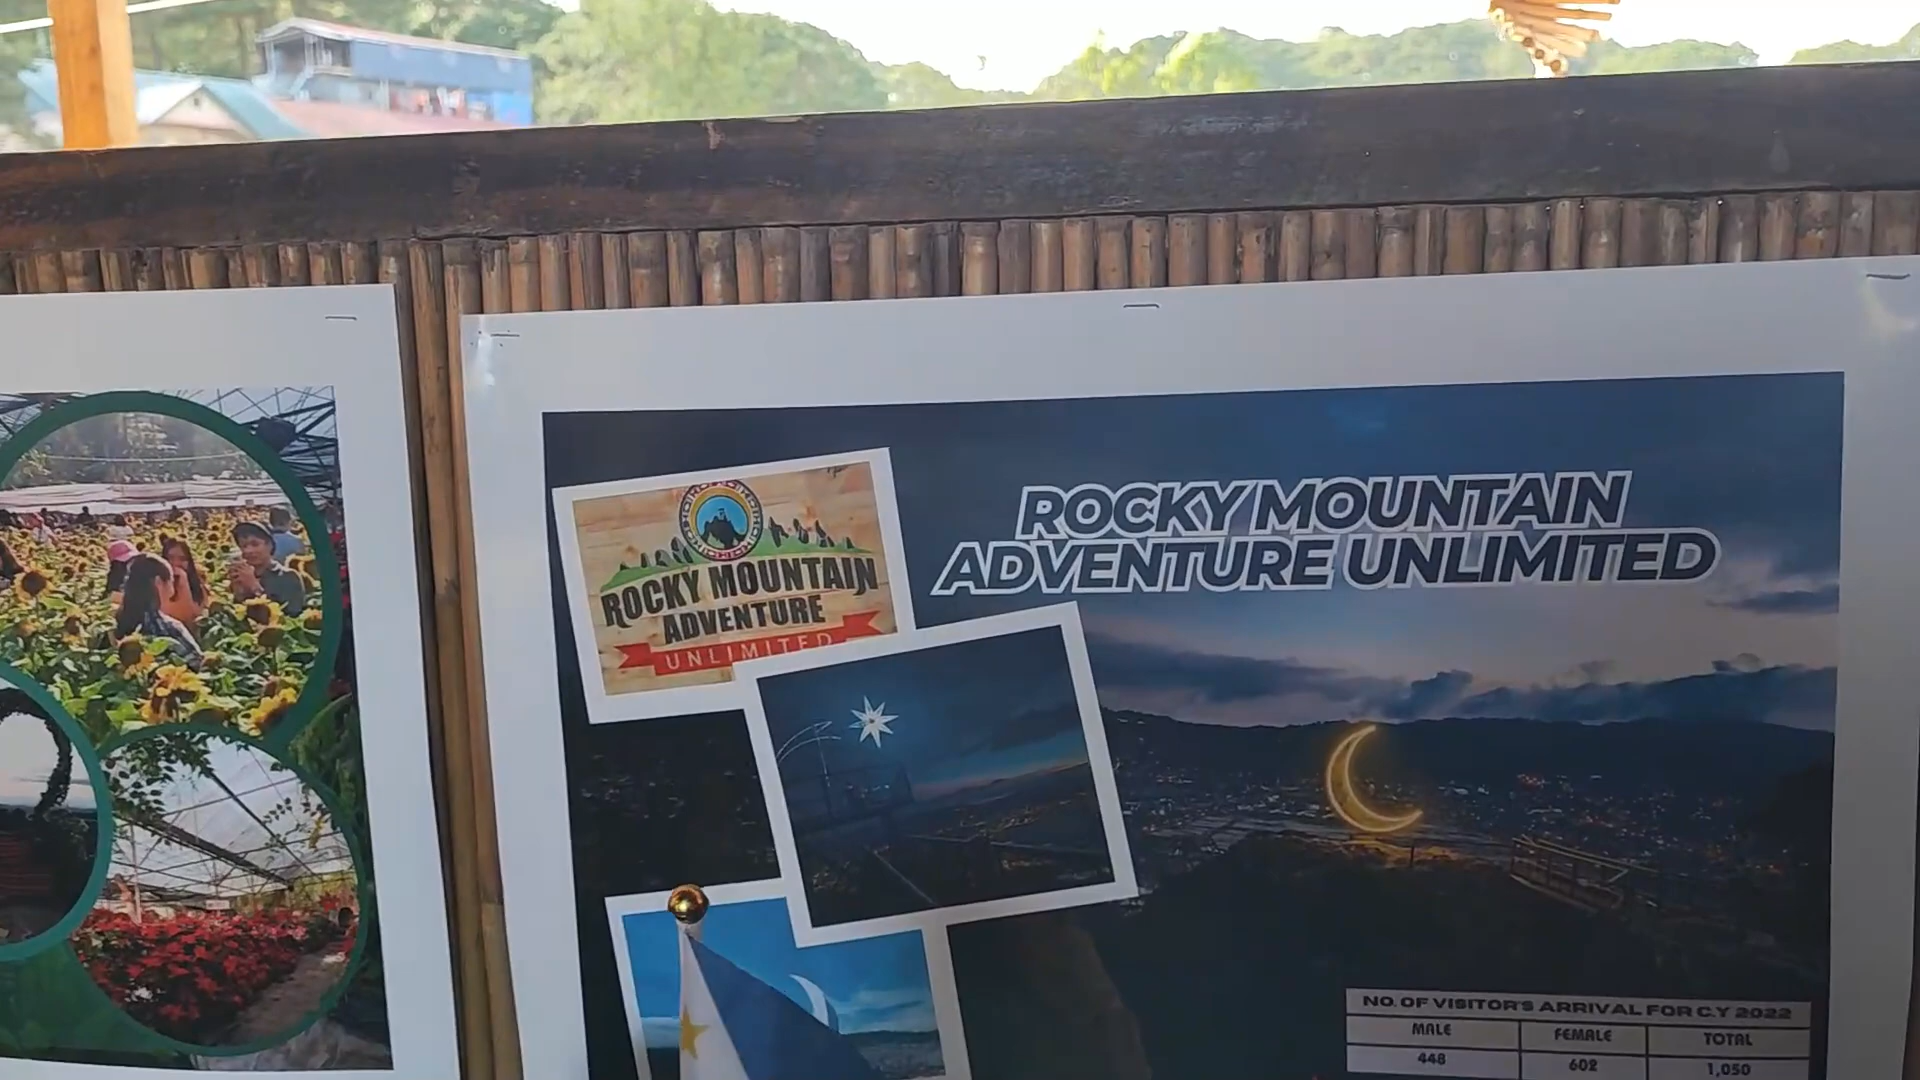 ROCKY MOUNTAIN
ADVENTURE UNLIMITED
ROCKY MOUNTAIN
ADVENTURE
UNLIMITED
NO. OF VISITOR'S ARRIVAL FOR C.Y 2022
MALE FEMALE TOTAL
448 602 1,050